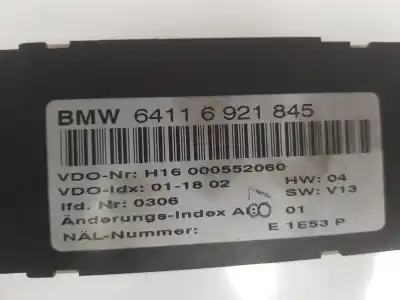 BMW 6411 6 921 845
VDO-Nr: H16 000552060
VDO-Idx: 01-18 02 HW: 04
lfd. Nr: 0306 SW: V13
Änderungs-Index A 01
NÄL-Nummer: E 1E53 P